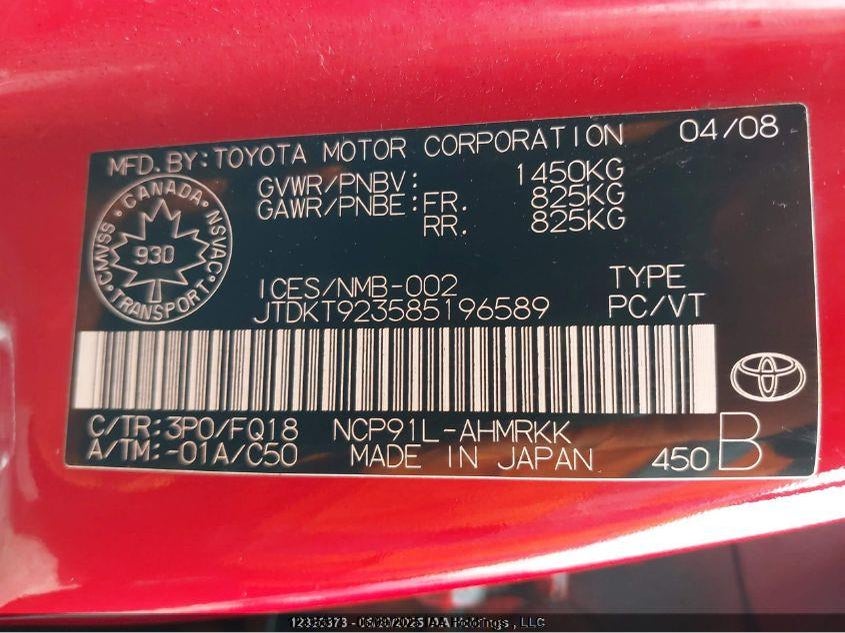 MFD. BY: TOYOTA MOTOR CORPORATION 04/08
GVWR/PNBV: 1450KG
GAWR/PNBE: FR. 825KG
RR. 825KG
CANADA
CMVSS NSVAC
930
TRANSPORT
ICES/NMB-002 TYPE
JTDKT923585196589 PC/VT
C/TR: 3P0/FQ18 NCP91L-AHMRKK
A/TM: -01A/C50 MADE IN JAPAN 450 B